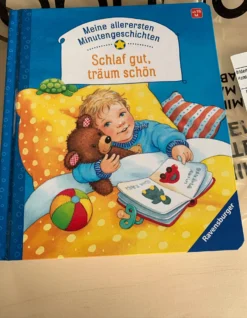 Meine allerersten
Minutengeschichten
Schlaf gut,
träum schön
Ravensburger